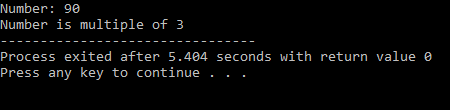 Number: 90
Number is multiple of 3
--------------------------------
Process exited after 5.404 seconds with return value 0
Press any key to continue . . .